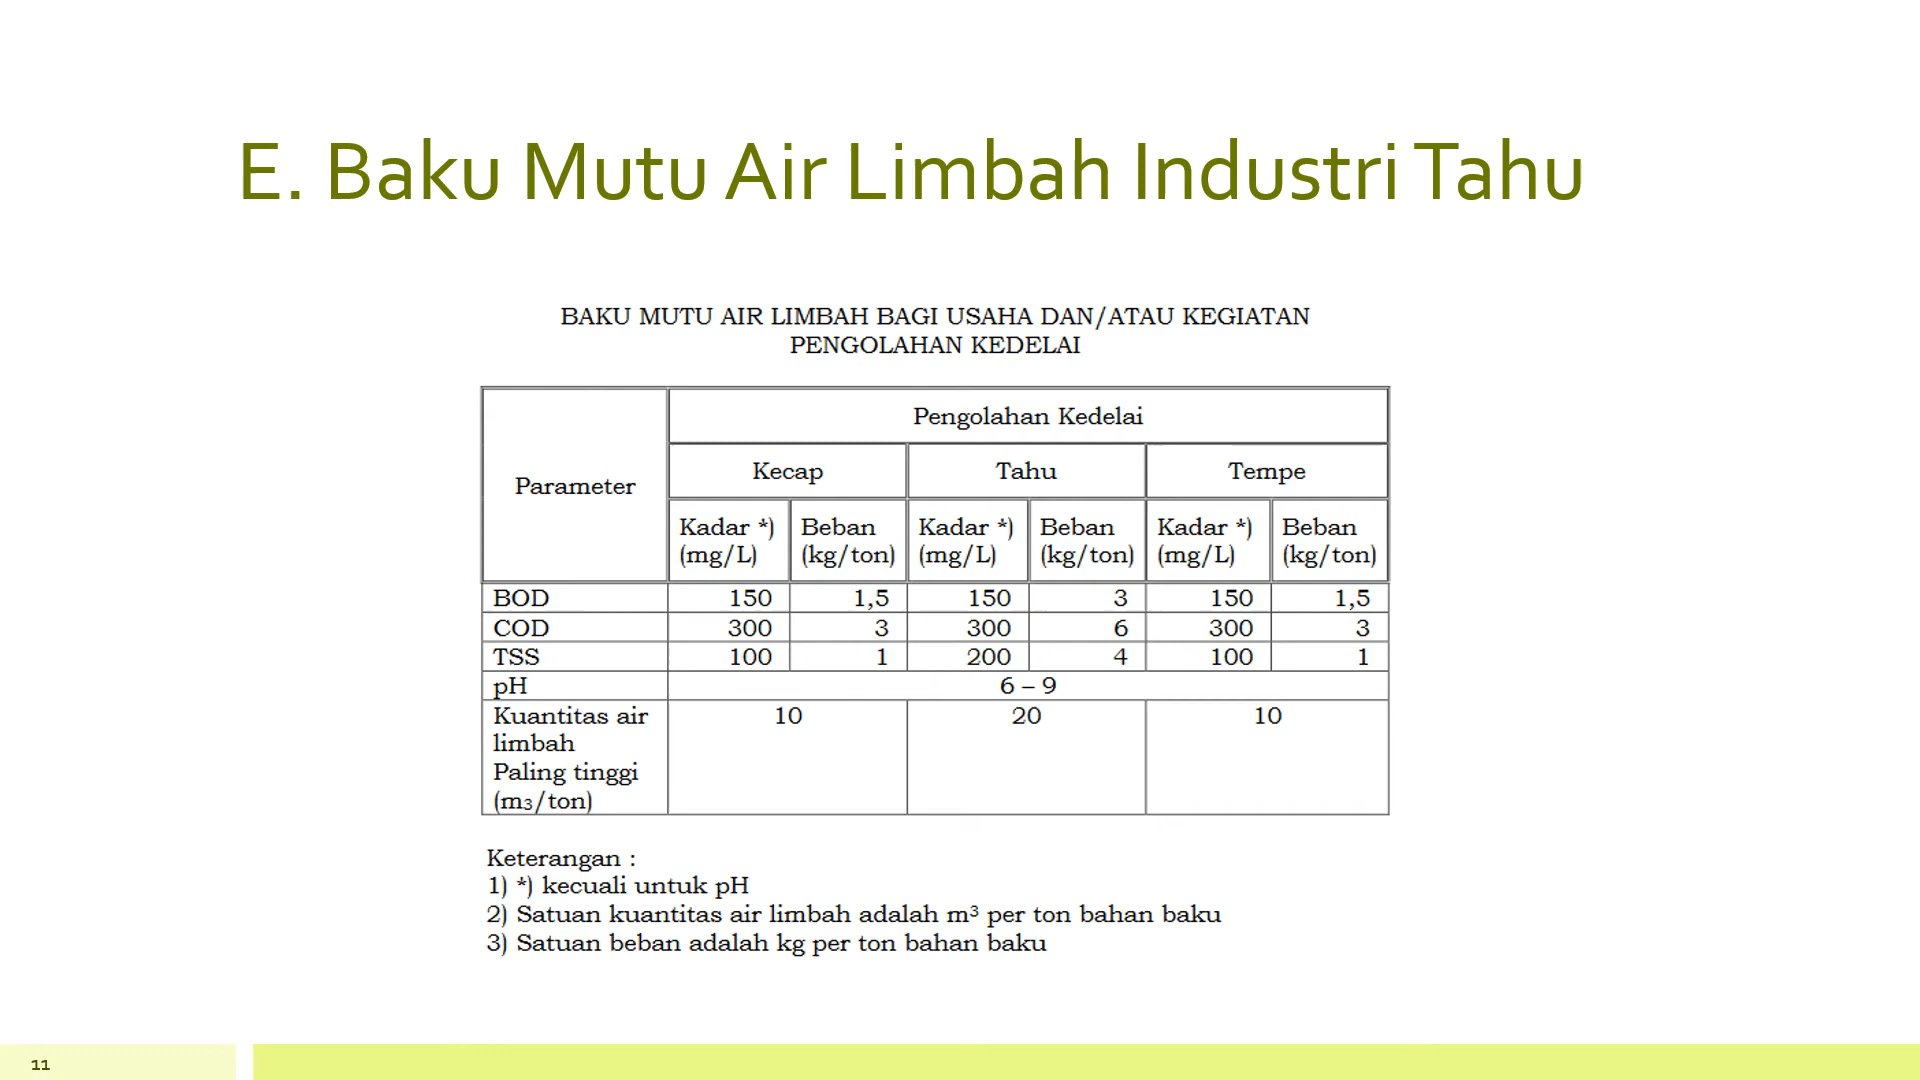 E. Baku Mutu Air Limbah Industri Tahu
BAKU MUTU AIR LIMBAH BAGI USAHA DAN/ATAU KEGIATAN
PENGOLAHAN KEDELAI
Parameter
Pengolahan Kedelai
Kecap Tahu Tempe
Kadar *) Beban Kadar *) Beban Kadar *) Beban
(mg/L) (kg/ton) (mg/L) (kg/ton) (mg/L) (kg/ton)
BOD 150 1,5 150 3 150 1,5
COD 300 3 300 6 300 3
TSS 100 1 200 4 100 1
pH 6 – 9
Kuantitas air 10 20 10
limbah
Paling tinggi
(m3/ton)
Keterangan :
1) *) kecuali untuk pH
2) Satuan kuantitas air limbah adalah m³ per ton bahan baku
3) Satuan beban adalah kg per ton bahan baku
11